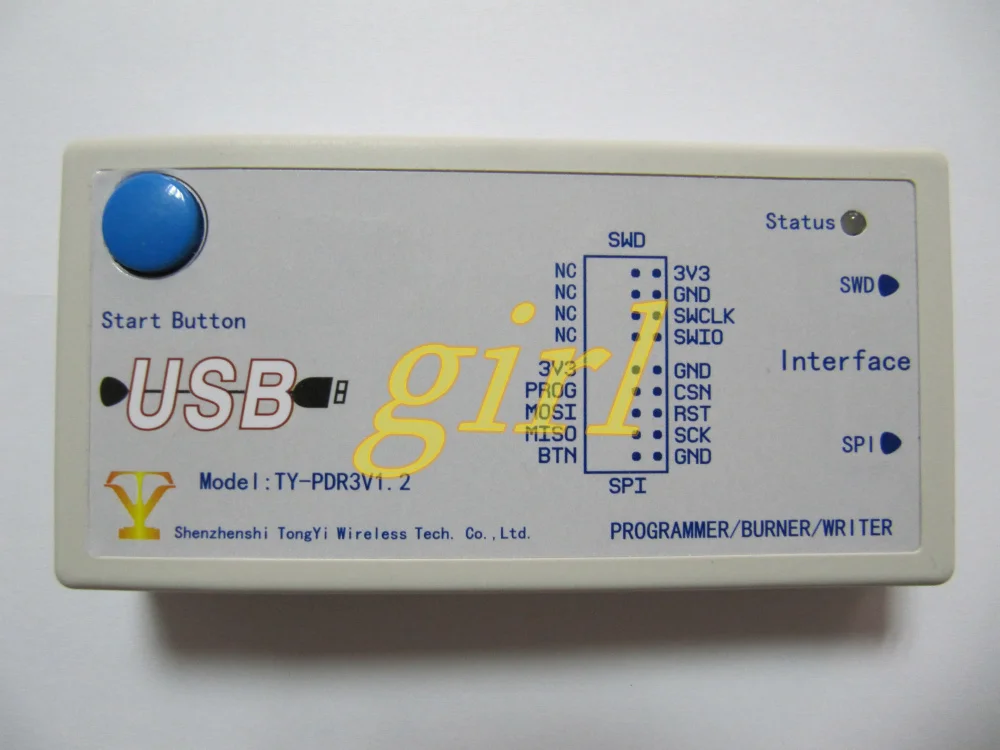 Start Button
USB
Model:TY-PDR3V1.2
Shenzhenshi TongYi Wireless Tech. Co.,Ltd.
SWD
NC 3V3
NC GND
NC SWCLK
NC SWIO
3V3 GND
PROG CSN
MOSI RST
MISO SCK
BTN GND
SPI
Status
SWD
Interface
SPI
PROGRAMMER/BURNER/WRITER
girl